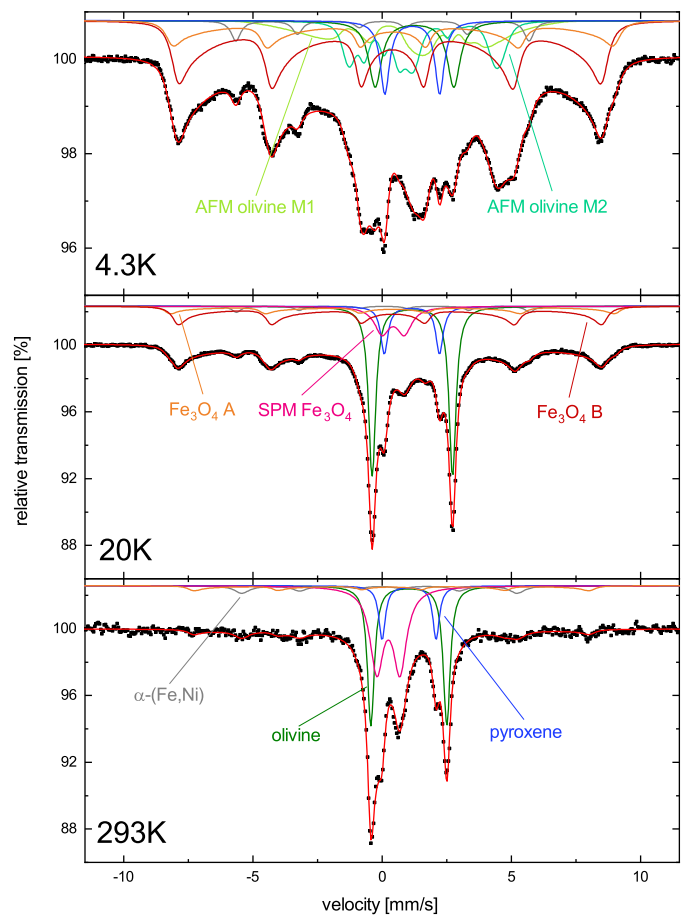 100
98
96
AFM olivine M1
AFM olivine M2
4.3K
100
96
92
88
Fe₃O₄ A
SPM Fe₃O₄
Fe₃O₄ B
20K
relative transmission [%]
100
96
92
88
α-(Fe,Ni)
olivine
pyroxene
293K
-10
-5
0
5
10
velocity [mm/s]